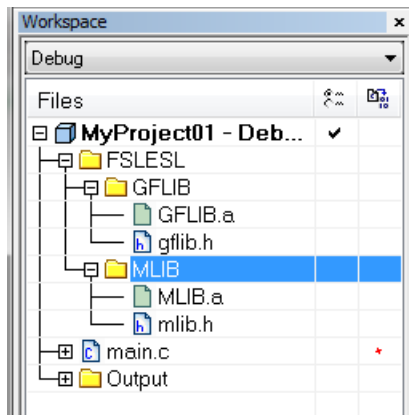 Workspace
Debug
Files
MyProject01 - Deb...
FSLESL
GFLIB
GFLIB.a
gflib.h
MLIB
MLIB.a
mlib.h
main.c
Output